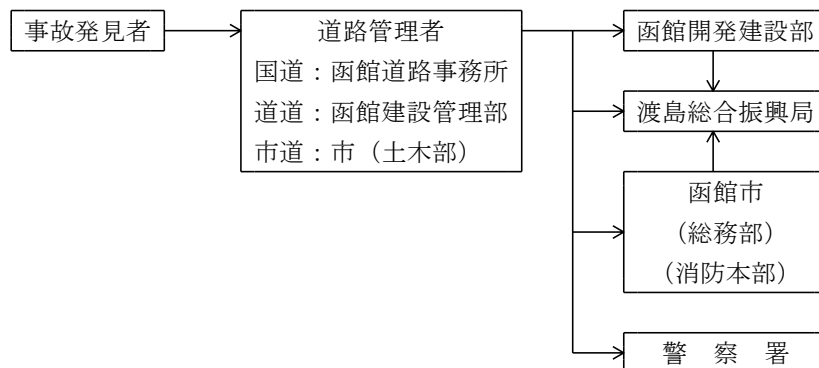 事故発見者
道路管理者
国道：函館道路事務所
道道：函館建設管理部
市道：市（土木部）
函館開発建設部
渡島総合振興局
函館市
（総務部）
（消防本部）
警　察　署